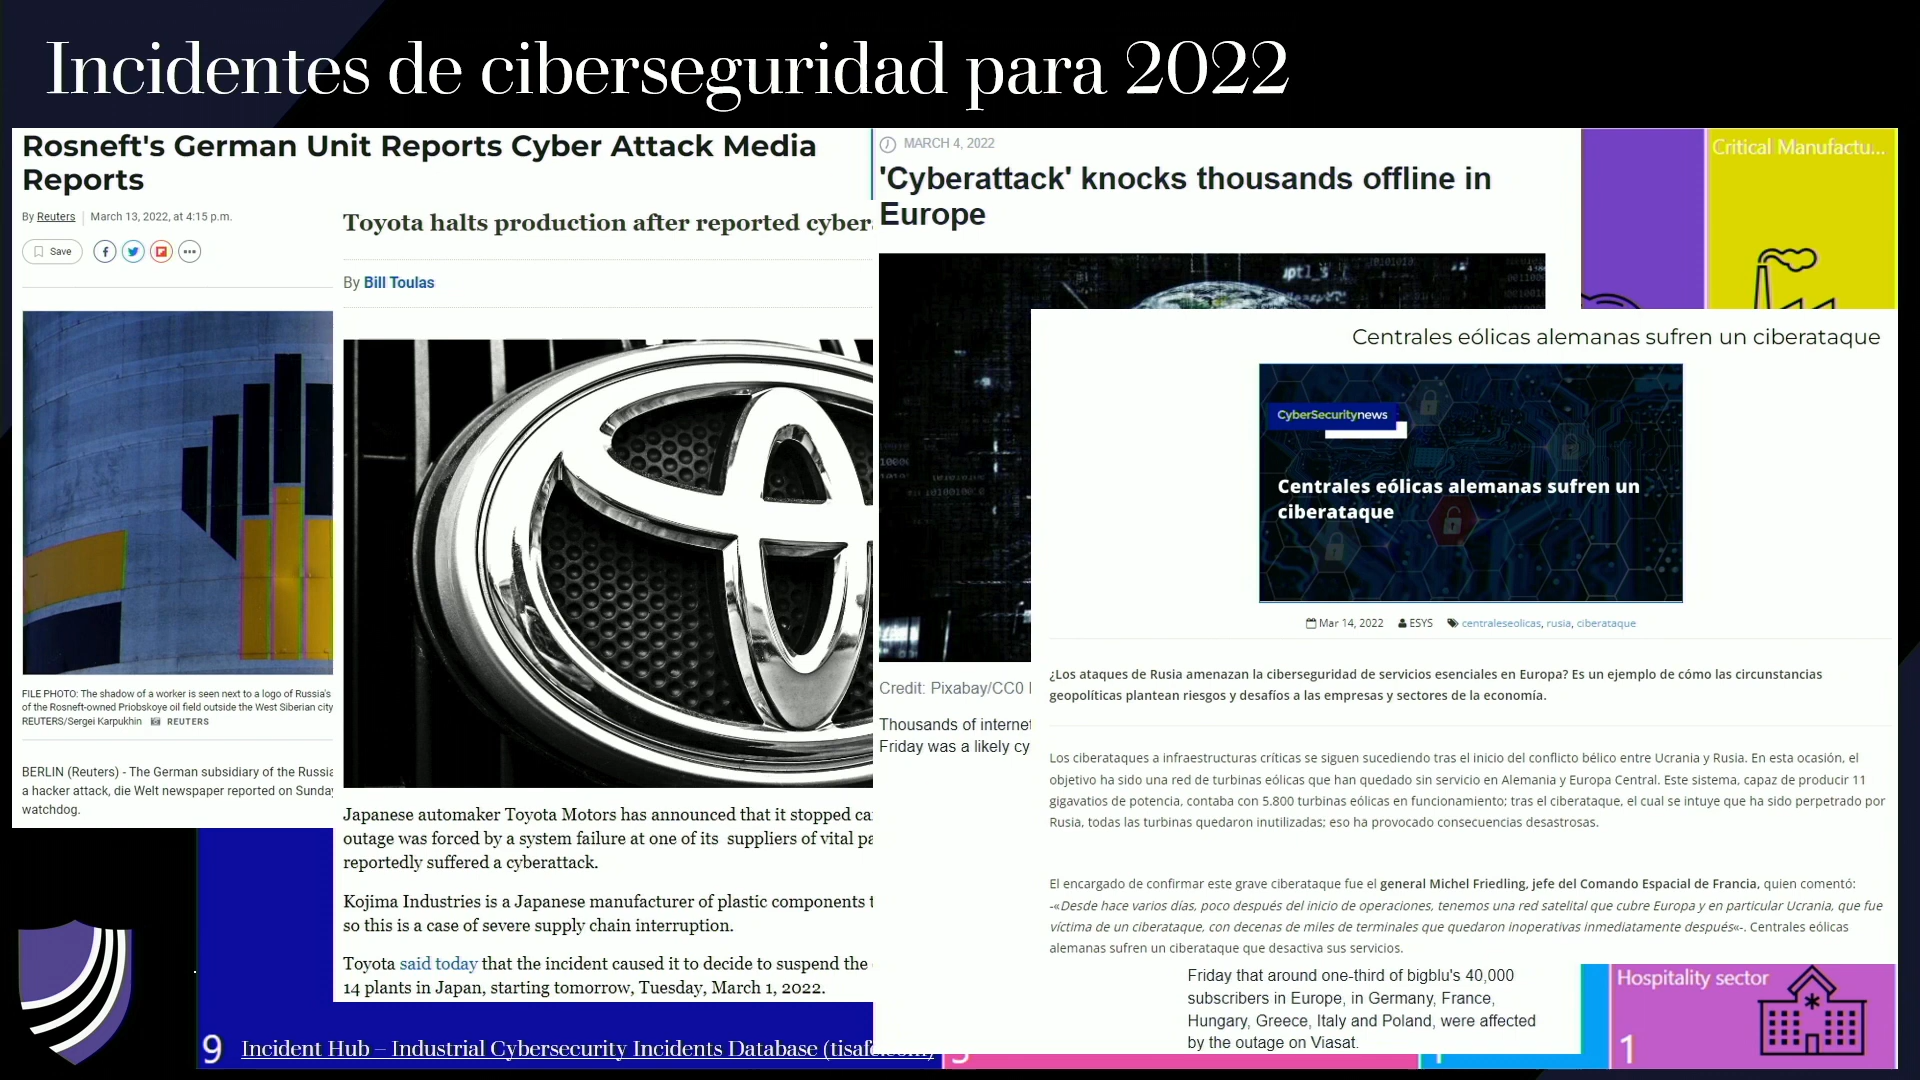 Incidentes de ciberseguridad para 2022
Rosneft's German Unit Reports Cyber Attack Media
Reports
By Reuters | March 13, 2022, at 4:15 p.m.
Save
FILE PHOTO: The shadow of a worker is seen next to a logo of Russia's
of the Rosneft-owned Priobskoye oil field outside the West Siberian city
REUTERS/Sergei Karpukhin REUTERS
BERLIN (Reuters) - The German subsidiary of the Russia
a hacker attack, die Welt newspaper reported on Sunday
watchdog.
Toyota halts production after reported cyber
By Bill Toulas
Japanese automaker Toyota Motors has announced that it stopped ca
outage was forced by a system failure at one of its suppliers of vital pa
reportedly suffered a cyberattack.
Kojima Industries is a Japanese manufacturer of plastic components t
so this is a case of severe supply chain interruption.
Toyota said today that the incident caused it to decide to suspend the
14 plants in Japan, starting tomorrow, Tuesday, March 1, 2022.
MARCH 4, 2022
'Cyberattack' knocks thousands offline in
Europe
Credit: Pixabay/CC0
Thousands of internet
Friday was a likely cy
Friday that around one-third of bigblu's 40,000
subscribers in Europe, in Germany, France,
Hungary, Greece, Italy and Poland, were affected
by the outage on Viasat.
Critical Manufactu...
Centrales eólicas alemanas sufren un ciberataque
CyberSecuritynews
Centrales eólicas alemanas sufren un
ciberataque
Mar 14, 2022 ESYS centraleseolicas, rusia, ciberataque
¿Los ataques de Rusia amenazan la ciberseguridad de servicios esenciales en Europa? Es un ejemplo de cómo las circunstancias
geopolíticas plantean riesgos y desafíos a las empresas y sectores de la economía.
Los ciberataques a infraestructuras críticas se siguen sucediendo tras el inicio del conflicto bélico entre Ucrania y Rusia. En esta ocasión, el
objetivo ha sido una red de turbinas eólicas que han quedado sin servicio en Alemania y Europa Central. Este sistema, capaz de producir 11
gigavatios de potencia, contaba con 5.800 turbinas eólicas en funcionamiento; tras el ciberataque, el cual se intuye que ha sido perpetrado por
Rusia, todas las turbinas quedaron inutilizadas; eso ha provocado consecuencias desastrosas.
El encargado de confirmar este grave ciberataque fue el general Michel Friedling, jefe del Comando Espacial de Francia, quien comentó:
-«Desde hace varios días, poco después del inicio de operaciones, tenemos una red satelital que cubre Europa y en particular Ucrania, que fue
víctima de un ciberataque, con decenas de miles de terminales que quedaron inoperativas inmediatamente después«-. Centrales eólicas
alemanas sufren un ciberataque que desactiva sus servicios.
Hospitality sector
1
9
Incident Hub – Industrial Cybersecurity Incidents Database (tisafe.com)